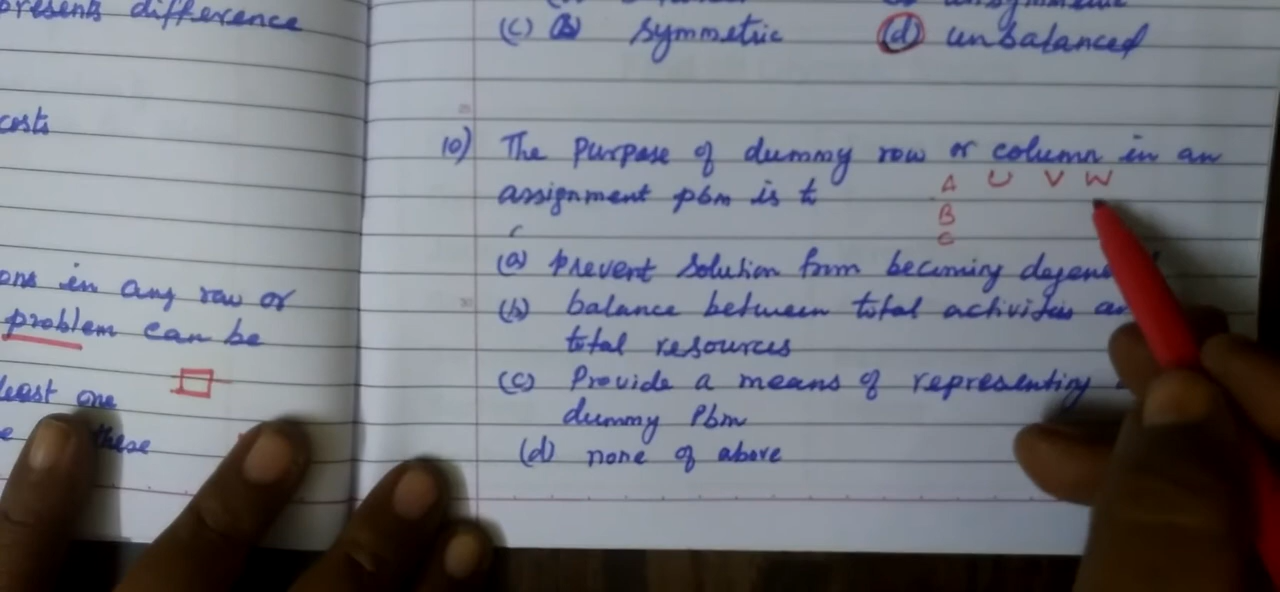 presents difference
costs
ons in any row or
problem can be
least one
these
(c) symmetric (d) unbalanced
10) The purpose of dummy row or column in an
assignment pbm is to
A U V W
B
C
(a) prevent solution from becoming
(b) balance between total activities
total resources
(c) Provide a means of representing
dummy Pbm
(d) none of above